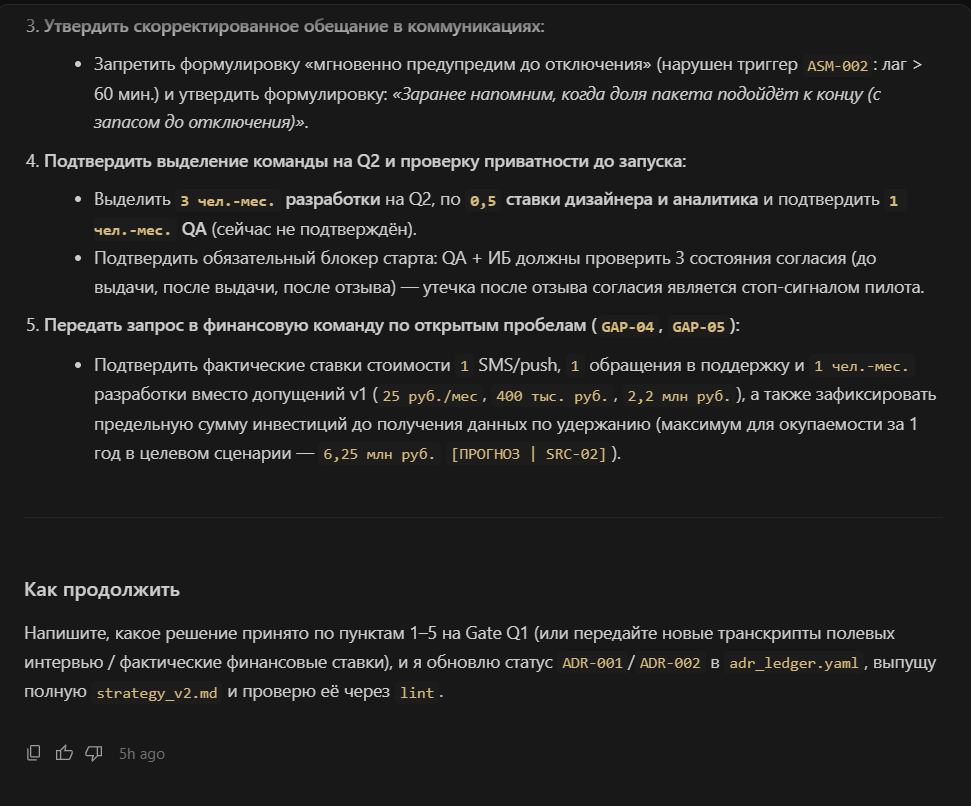 3. Утвердить скорректированное обещание в коммуникациях:
• Запретить формулировку «мгновенно предупредим до отключения» (нарушен триггер ASM-002 : лаг >
60 мин.) и утвердить формулировку: «Заранее напомним, когда доля пакета подойдёт к концу (с
запасом до отключения)».
4. Подтвердить выделение команды на Q2 и проверку приватности до запуска:
• Выделить 3 чел.-мес. разработки на Q2, по 0,5 ставки дизайнера и аналитика и подтвердить 1
чел.-мес. QA (сейчас не подтверждён).
• Подтвердить обязательный блокер старта: QA + ИБ должны проверить 3 состояния согласия (до
выдачи, после выдачи, после отзыва) — утечка после отзыва согласия является стоп-сигналом пилота.
5. Передать запрос в финансовую команду по открытым пробелам ( GAP-04 , GAP-05 ):
• Подтвердить фактические ставки стоимости 1 SMS/push, 1 обращения в поддержку и 1 чел.-мес.
разработки вместо допущений v1 ( 25 руб./мес , 400 тыс. руб. , 2,2 млн руб. ), а также зафиксировать
предельную сумму инвестиций до получения данных по удержанию (максимум для окупаемости за 1
год в целевом сценарии — 6,25 млн руб. [ПРОГНОЗ | SRC-02] ).
Как продолжить
Напишите, какое решение принято по пунктам 1–5 на Gate Q1 (или передайте новые транскрипты полевых
интервью / фактические финансовые ставки), и я обновлю статус ADR-001 / ADR-002 в adr_ledger.yaml , выпущу
полную strategy_v2.md и проверю её через lint .
5h ago